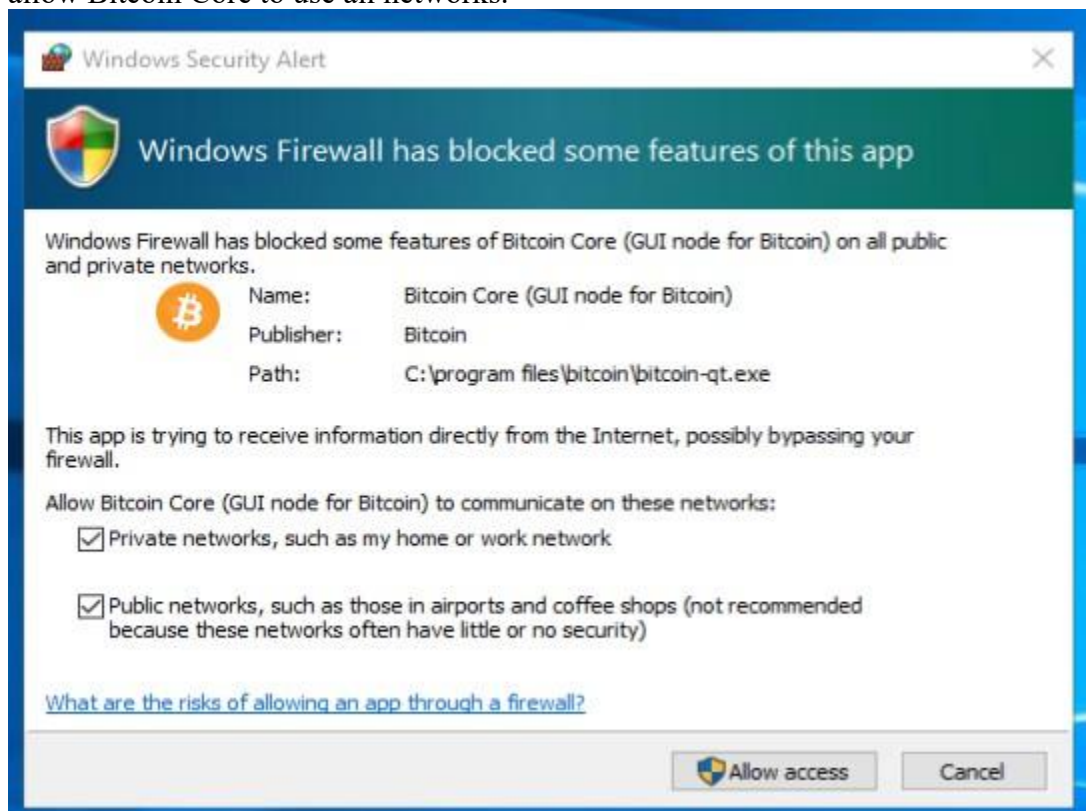 allow Bitcoin Core to use all networks.
Windows Security Alert
Windows Firewall has blocked some features of this app
Windows Firewall has blocked some features of Bitcoin Core (GUI node for Bitcoin) on all public
and private networks.
Name: Bitcoin Core (GUI node for Bitcoin)
Publisher: Bitcoin
Path: C:\program files\bitcoin\bitcoin-qt.exe
This app is trying to receive information directly from the Internet, possibly bypassing your
firewall.
Allow Bitcoin Core (GUI node for Bitcoin) to communicate on these networks:
Private networks, such as my home or work network
Public networks, such as those in airports and coffee shops (not recommended
because these networks often have little or no security)
What are the risks of allowing an app through a firewall?
Allow access Cancel